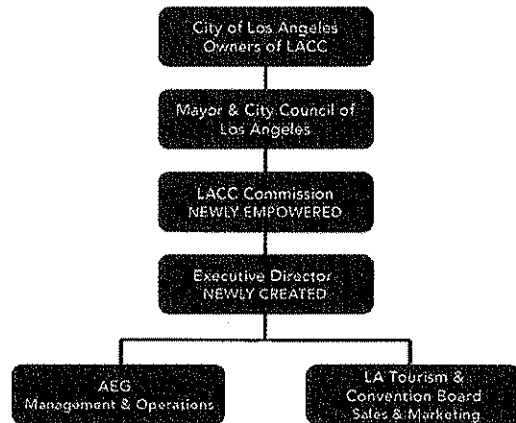 City of Los Angeles
Owners of LACC
Mayor & City Council of
Los Angeles
LACC Commission
NEWLY EMPOWERED
Executive Director
NEWLY CREATED
AEG
Management & Operations
LA Tourism &
Convention Board
Sales & Marketing